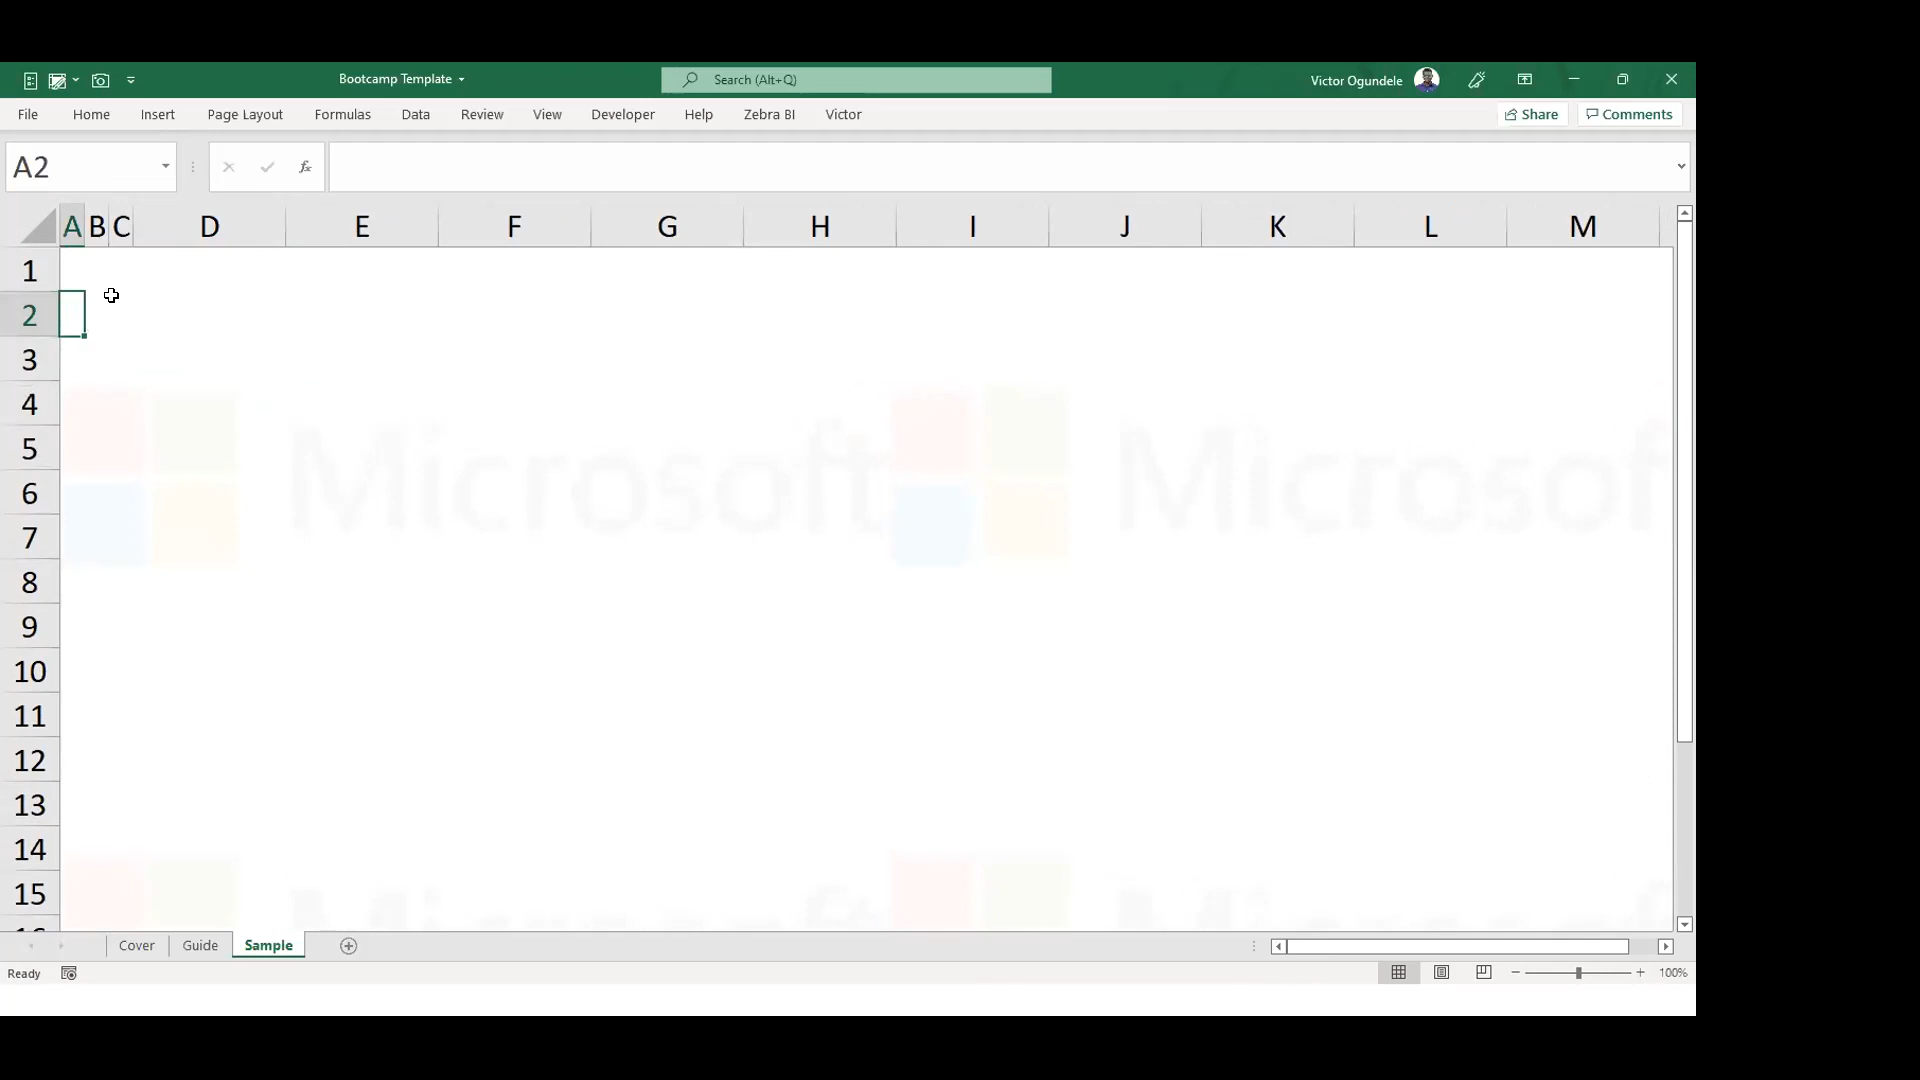 Bootcamp Template
Search (Alt+Q)
Victor Ogundele
File Home Insert Page Layout Formulas Data Review View Developer Help Zebra BI Victor Share Comments
A2 fx
A B C D E F G H I J K L M
1
2
3
4
5
6
7
8
9
10
11
12
13
14
15
Microsoft Microsof
Cover Guide Sample
Ready 100%